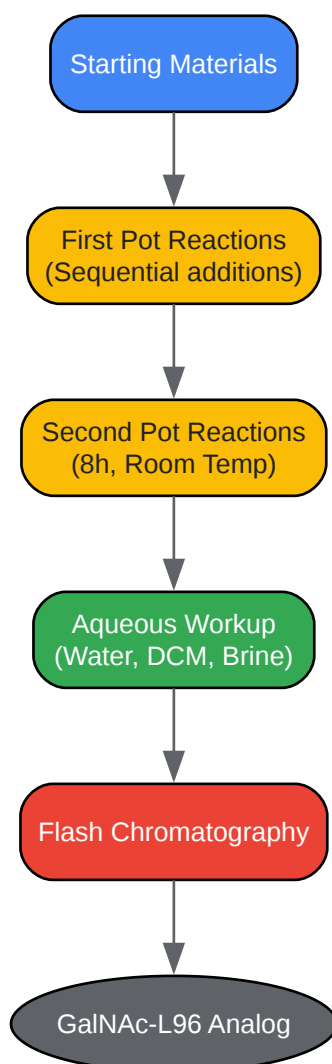 Starting Materials
First Pot Reactions
(Sequential additions)
Second Pot Reactions
(8h, Room Temp)
Aqueous Workup
(Water, DCM, Brine)
Flash Chromatography
GalNAc-L96 Analog